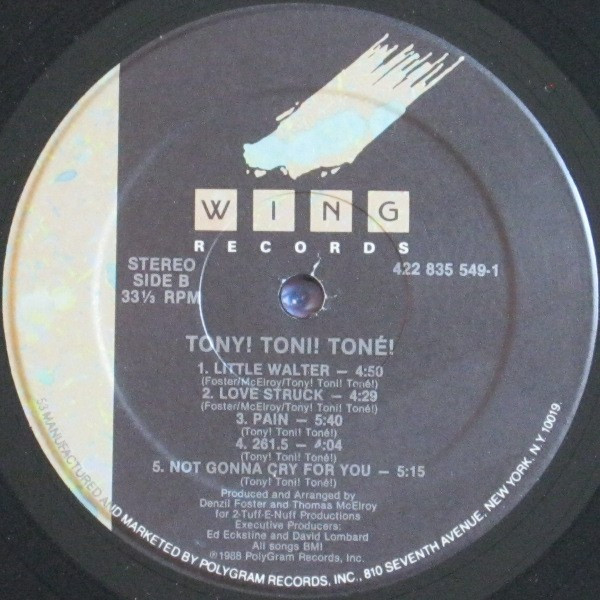 WING
RECORDS
STEREO
SIDE B
33⅓ RPM
422 835 549-1
TONY! TONI! TONÉ!
1. LITTLE WALTER — 4:50
(Foster/McElroy/Tony! Toni! Toné!)
2. LOVE STRUCK — 4:29
(Foster/McElroy/Tony! Toni! Toné!)
3. PAIN — 5:40
(Tony! Toni! Toné!)
4. 261.5 — 4:04
(Tony! Toni! Toné!)
5. NOT GONNA CRY FOR YOU — 5:15
(Tony! Toni! Toné!)
Produced and Arranged by
Denzil Foster and Thomas McElroy
for 2-Tuff-E-Nuff Productions
Executive Producers:
Ed Eckstine and David Lombard
All songs BMI
℗1988 PolyGram Records, Inc.
53 MANUFACTURED AND MARKETED BY POLYGRAM RECORDS, INC., 810 SEVENTH AVENUE, NEW YORK, N.Y 10019.